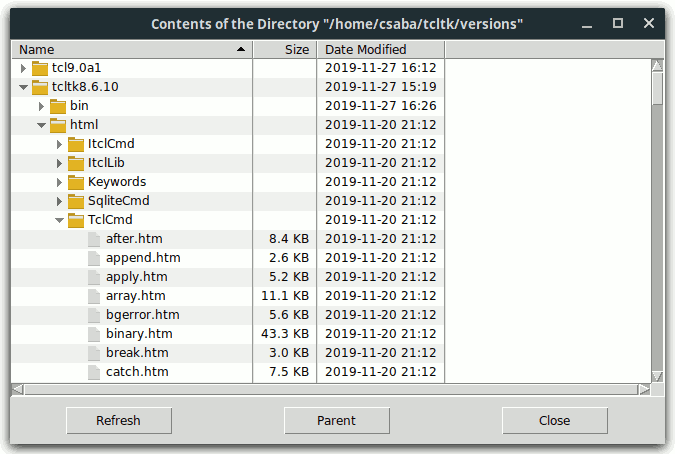 Contents of the Directory "/home/csaba/tcltk/versions"
Name Size Date Modified
tcl9.0a1 2019-11-27 16:12
tcltk8.6.10 2019-11-27 15:19
bin 2019-11-27 16:26
html 2019-11-20 21:12
ItclCmd 2019-11-20 21:12
ItclLib 2019-11-20 21:12
Keywords 2019-11-20 21:12
SqliteCmd 2019-11-20 21:12
TclCmd 2019-11-20 21:12
after.htm 8.4 KB 2019-11-20 21:12
append.htm 2.6 KB 2019-11-20 21:12
apply.htm 5.2 KB 2019-11-20 21:12
array.htm 11.1 KB 2019-11-20 21:12
bgerror.htm 5.6 KB 2019-11-20 21:12
binary.htm 43.3 KB 2019-11-20 21:12
break.htm 3.0 KB 2019-11-20 21:12
catch.htm 7.5 KB 2019-11-20 21:12
Refresh Parent Close